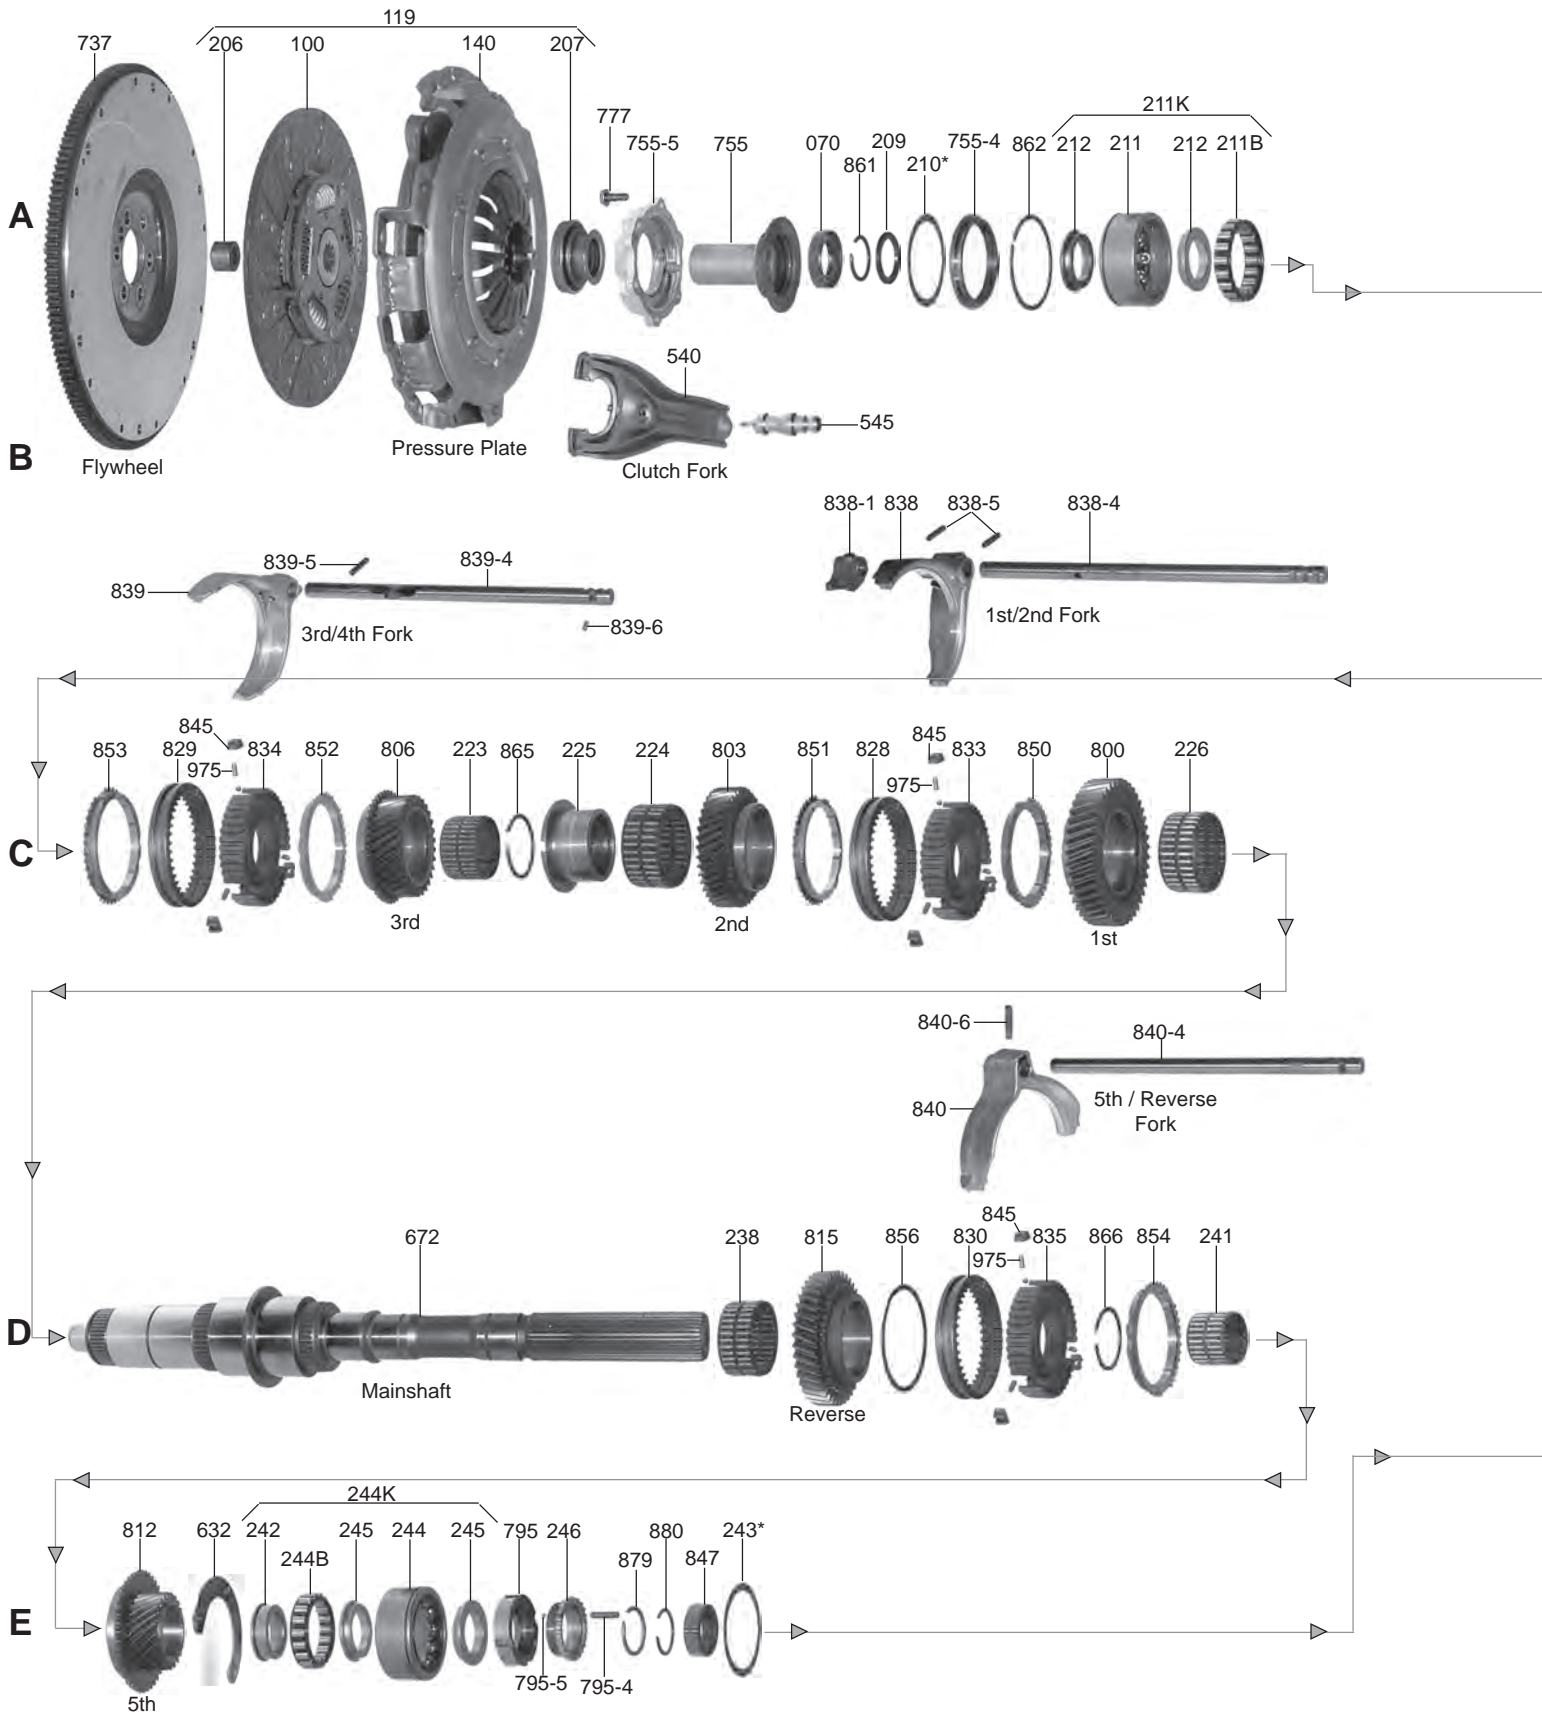 119
737 206 100 140 207
777 755-5 755 070 861 209 210* 755-4 862 211K
212 211 212 211B
A
540
545
Pressure Plate
Clutch Fork
B
Flywheel
838-1 838 838-5 838-4
839-5 839-4
839
3rd/4th Fork
839-6
1st/2nd Fork
845 845
853 829 834 852 806 223 865 225 224 803 851 828 833 850 800 226
975 975
C
3rd
2nd
1st
840-6
840-4
840
5th / Reverse
Fork
845
672 238 815 856 830 835 866 854 241
975
D
Mainshaft
Reverse
244K
812 632 242 245 244 245 795 246 880 243*
244B 879 847
E
795-5 795-4
5th